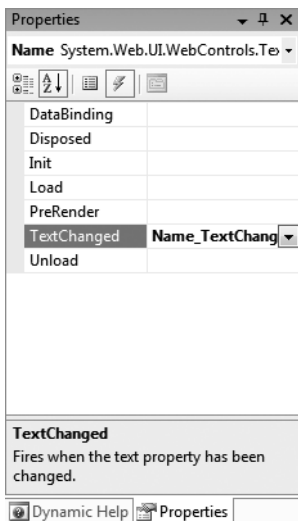 Properties
Name System.Web.UI.WebControls.Te
DataBinding
Disposed
Init
Load
PreRender
TextChanged Name_TextChang
Unload
TextChanged
Fires when the text property has been
changed.
Dynamic Help Properties